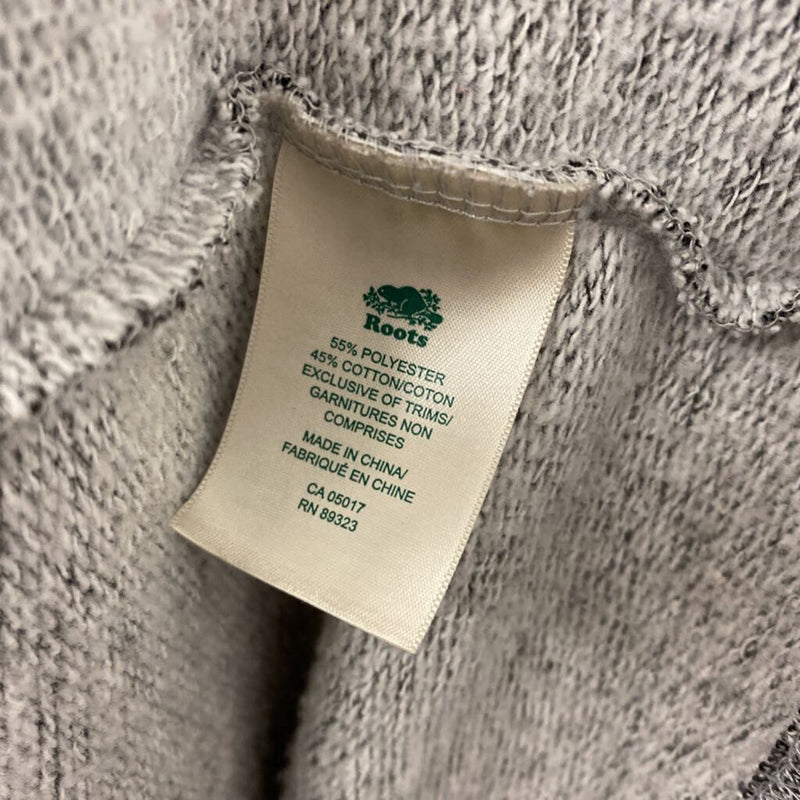 Roots
55% POLYESTER
45% COTTON/COTON
EXCLUSIVE OF TRIMS/
GARNITURES NON
COMPRISES
MADE IN CHINA/
FABRIQUÉ EN CHINE
CA 05017
RN 89323